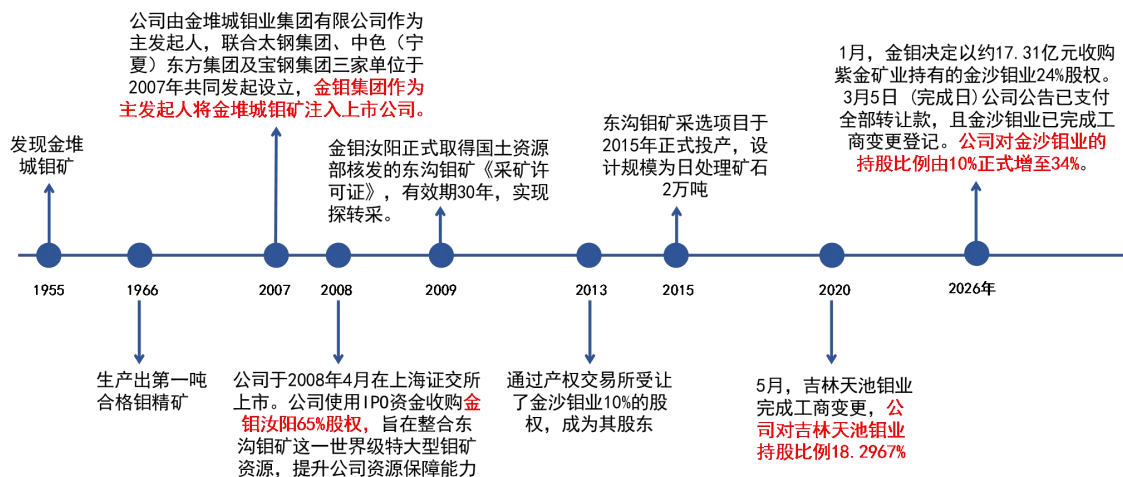 发现金堆
城钼矿
公司由金堆城钼业集团有限公司作为
主发起人，联合太钢集团、中色（宁
夏）东方集团及宝钢集团三家单位于
2007年共同发起设立，金钼集团作为
主发起人将金堆城钼矿注入上市公司。
金钼汝阳正式取得国土资源
部核发的东沟钼矿《采矿许
可证》，有效期30年，实现
探转采。
东沟钼矿采选项目于
2015年正式投产，设
计规模为日处理矿石
2万吨
1月，金钼决定以约17.31亿元收购
紫金矿业持有的金沙钼业24%股权。
3月5日（完成日）公司公告已支付
全部转让款，且金沙钼业已完成工
商变更登记。公司对金沙钼业的
持股比例由10%正式增至34%。
1955
1966
2007
2008
2009
2013
2015
2020
2026年
生产出第一吨
合格钼精矿
公司于2008年4月在上海证交所
上市。公司使用IPO资金收购金
钼汝阳65%股权，旨在整合东
沟钼矿这一世界级特大型钼矿
资源，提升公司资源保障能力
通过产权交易所受让
了金沙钼业10%的股
权，成为其股东
5月，吉林天池钼业
完成工商变更，公
司对吉林天池钼业
持股比例18.2967%